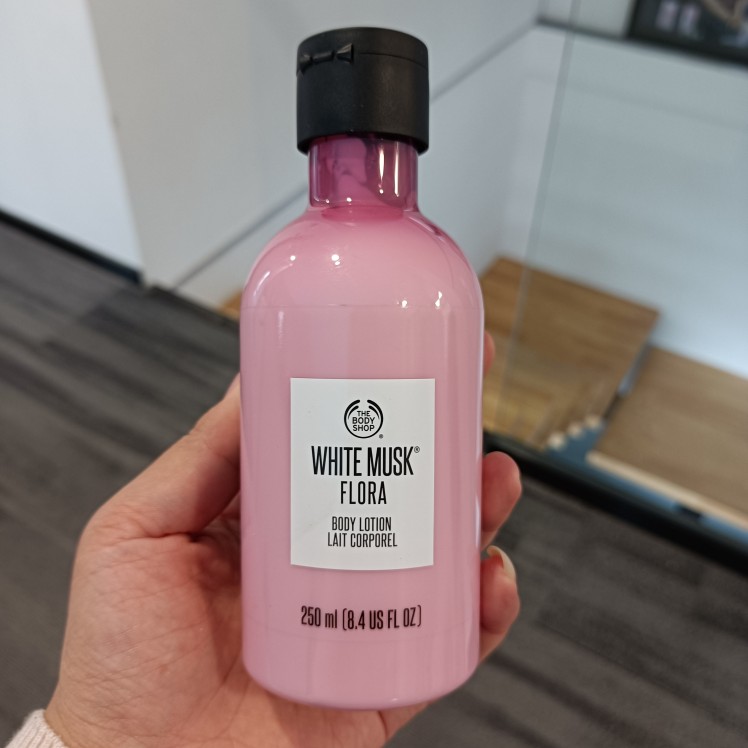 THE
BODY
SHOP®
WHITE MUSK®
FLORA
BODY LOTION
LAIT CORPOREL
250 ml (8.4 US FL OZ)